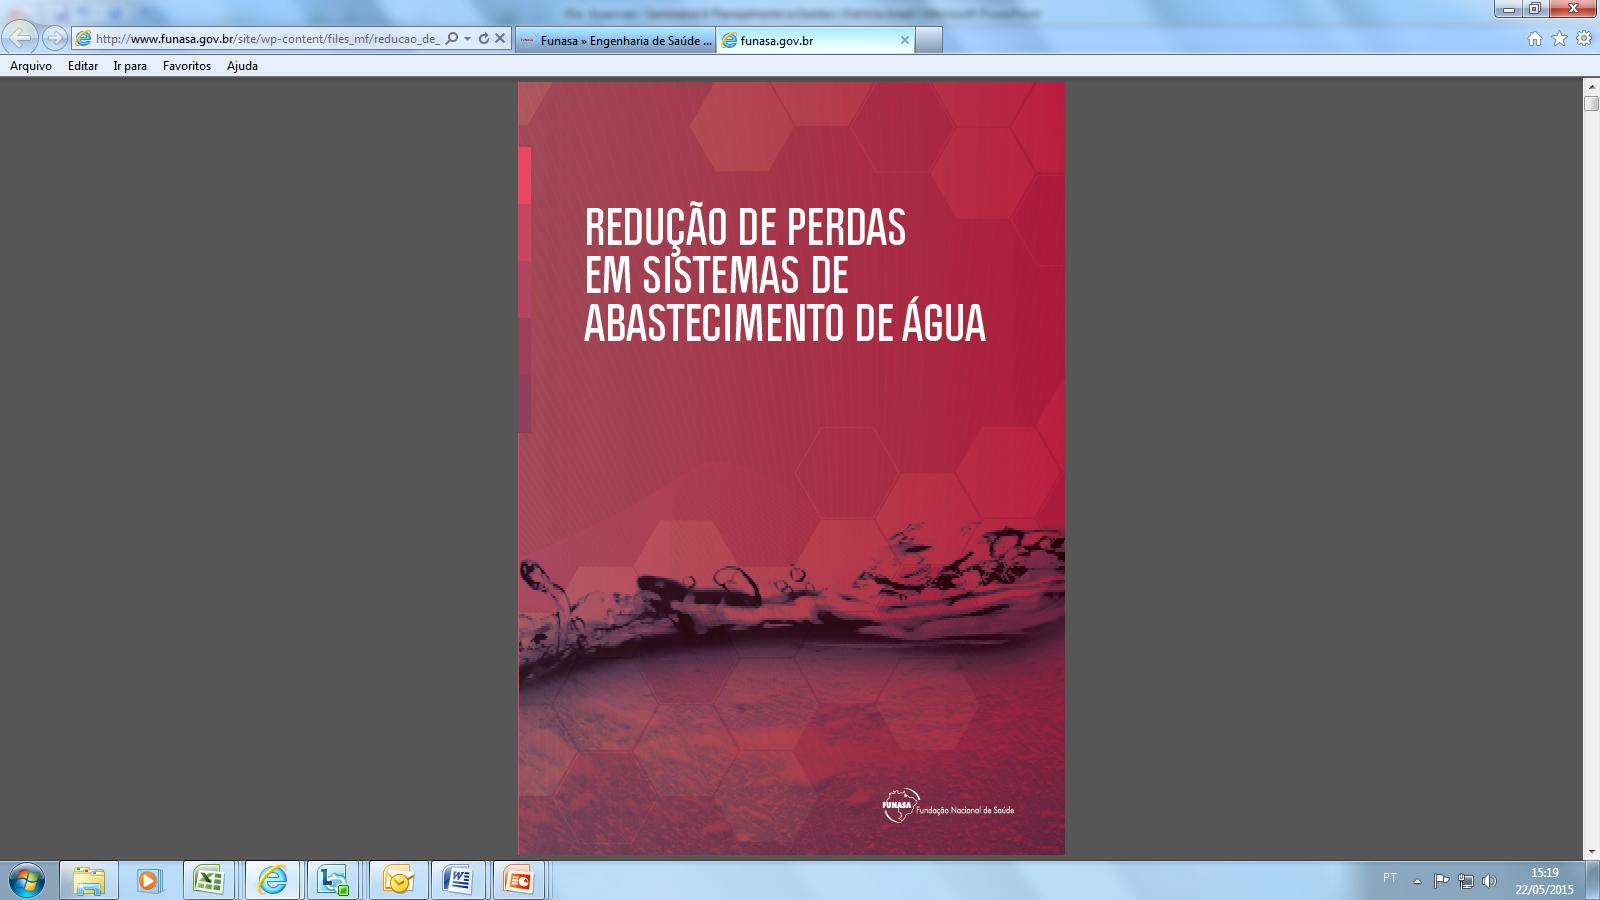 http://www.funasa.gov.br/site/wp-content/files_mf/reducao_de_
Funasa » Engenharia de Saúde ...
funasa.gov.br
Arquivo Editar Ir para Favoritos Ajuda
REDUÇÃO DE PERDAS
EM SISTEMAS DE
ABASTECIMENTO DE ÁGUA
FUNASA
Fundação Nacional de Saúde
PT
15:19
22/05/2015